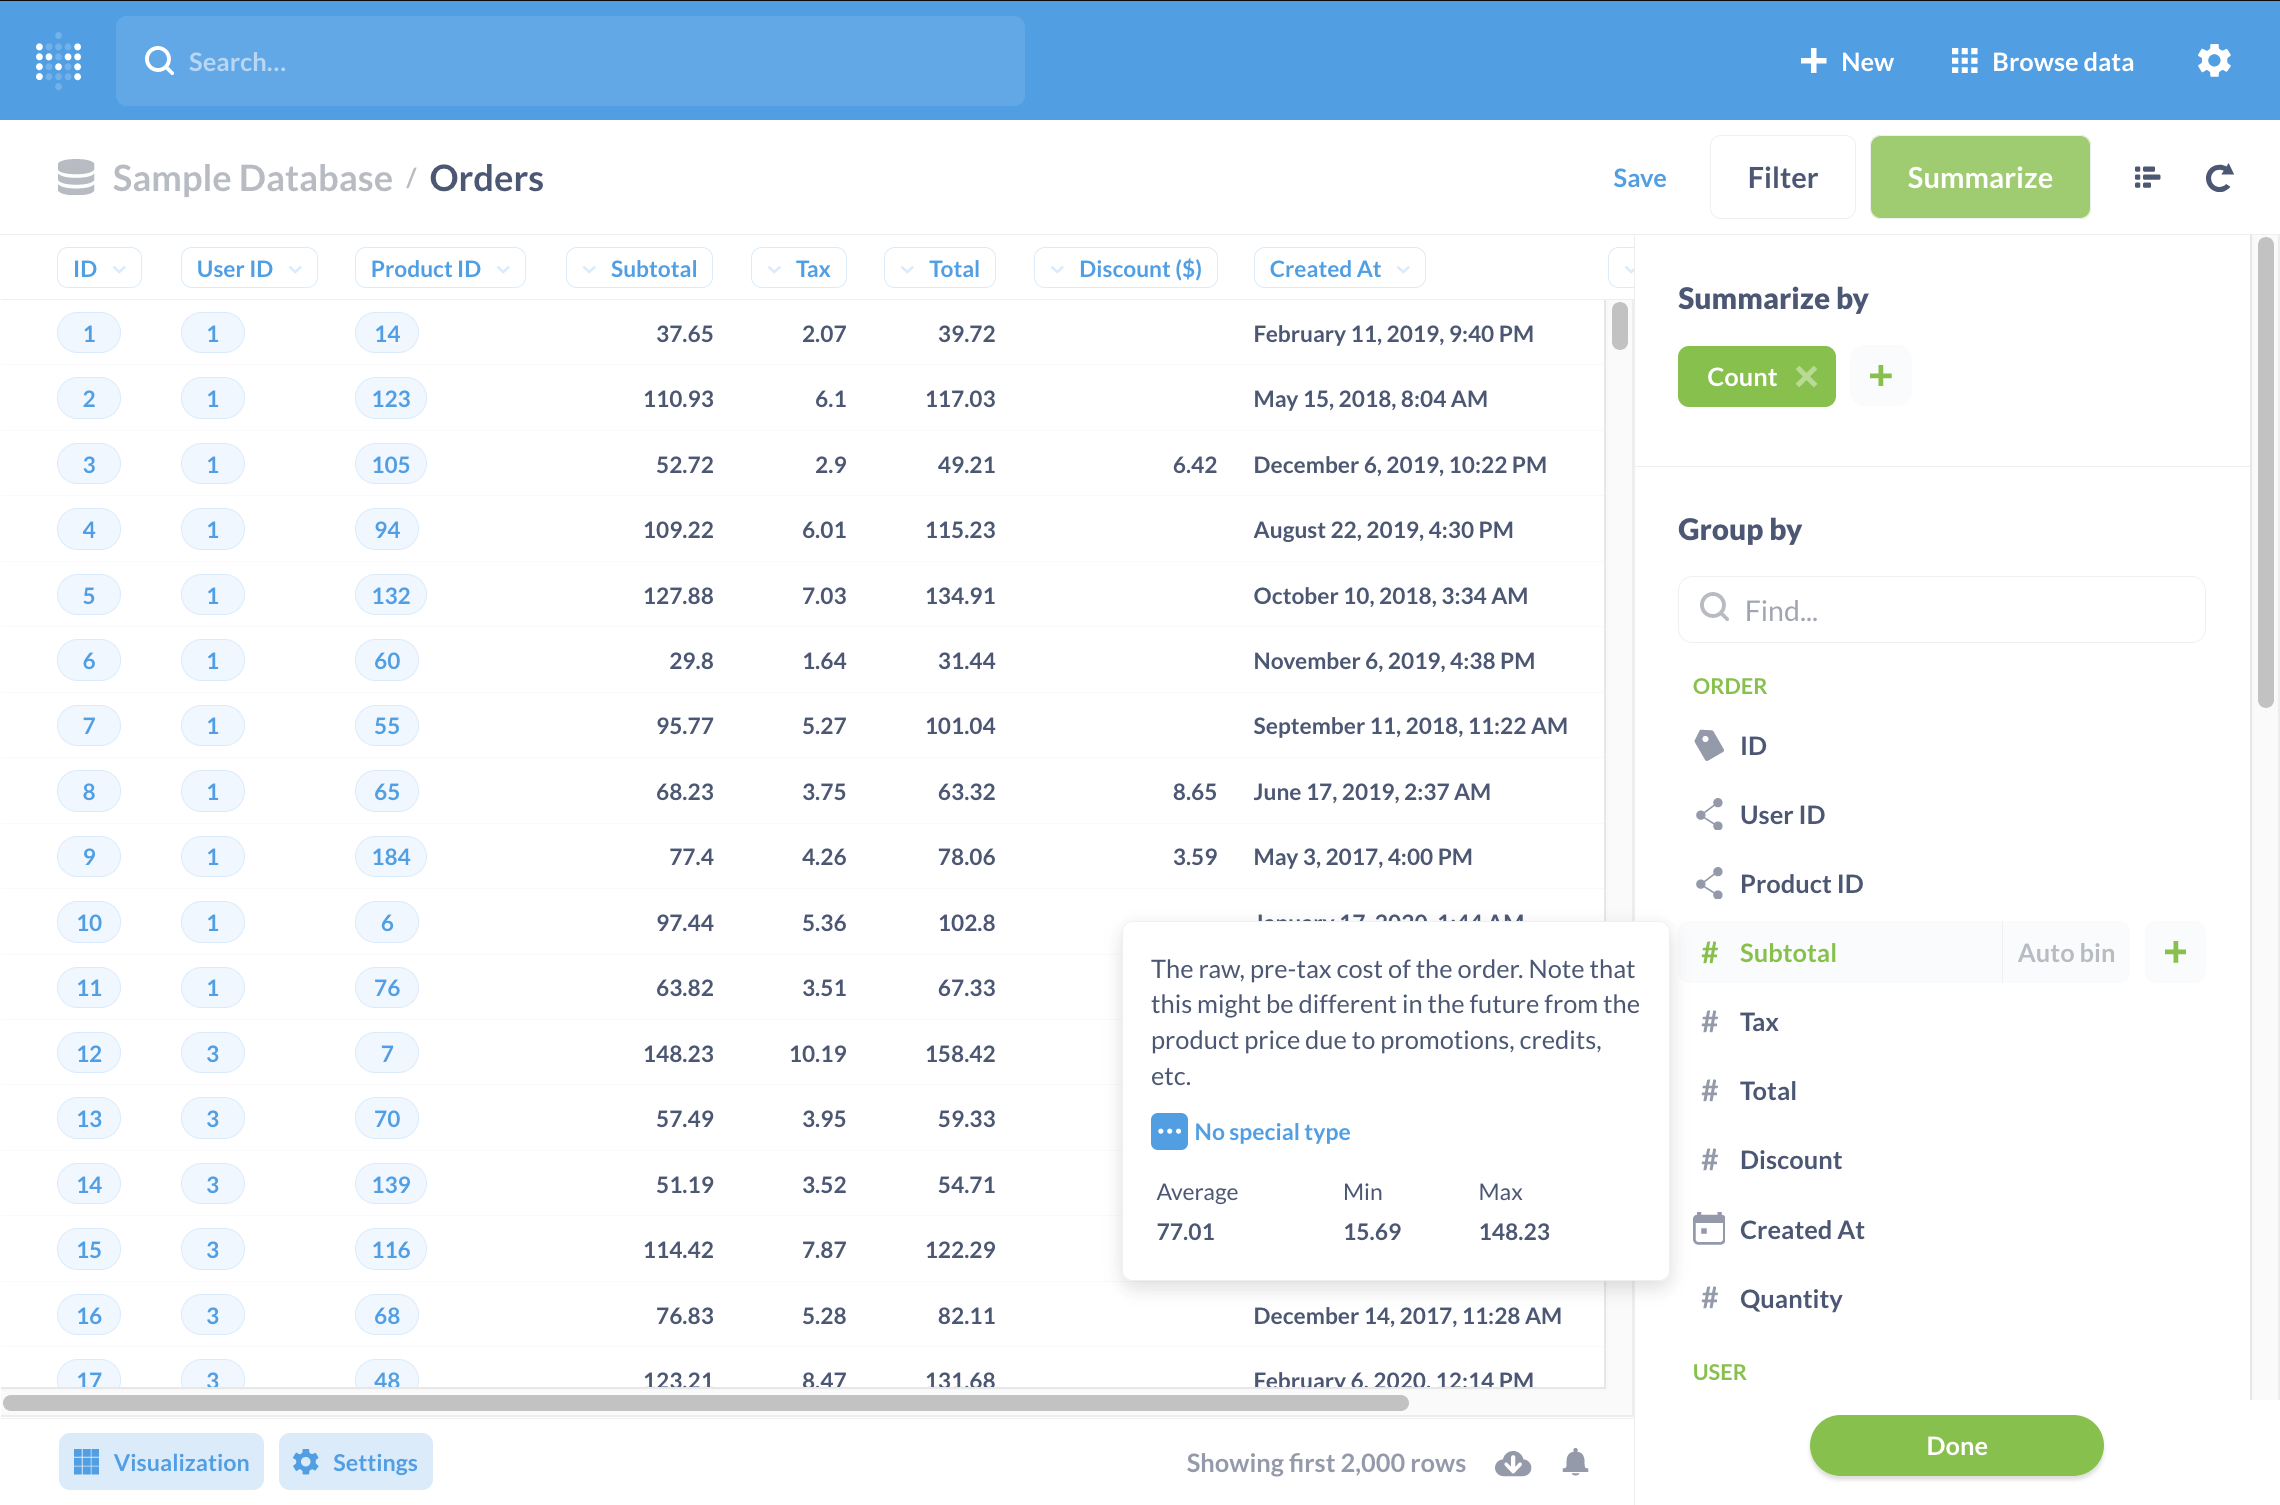 Search...
New
Browse data
Sample Database / Orders
Save
Filter
Summarize
ID User ID Product ID Subtotal Tax Total Discount ($) Created At
1 1 14 37.65 2.07 39.72 February 11, 2019, 9:40 PM
2 1 123 110.93 6.1 117.03 May 15, 2018, 8:04 AM
3 1 105 52.72 2.9 49.21 6.42 December 6, 2019, 10:22 PM
4 1 94 109.22 6.01 115.23 August 22, 2019, 4:30 PM
5 1 132 127.88 7.03 134.91 October 10, 2018, 3:34 AM
6 1 60 29.8 1.64 31.44 November 6, 2019, 4:38 PM
7 1 55 95.77 5.27 101.04 September 11, 2018, 11:22 AM
8 1 65 68.23 3.75 63.32 8.65 June 17, 2019, 2:37 AM
9 1 184 77.4 4.26 78.06 3.59 May 3, 2017, 4:00 PM
10 1 6 97.44 5.36 102.8 January 17, 2020, 1:44 AM
11 1 76 63.82 3.51 67.33
12 3 7 148.23 10.19 158.42
13 3 70 57.49 3.95 59.33
14 3 139 51.19 3.52 54.71
15 3 116 114.42 7.87 122.29
16 3 68 76.83 5.28 82.11 December 14, 2017, 11:28 AM
17 3 48 123.21 8.47 131.68 February 6, 2020, 12:14 PM
The raw, pre-tax cost of the order. Note that
this might be different in the future from the
product price due to promotions, credits,
etc.
No special type
Average Min Max
77.01 15.69 148.23
Visualization
Settings
Showing first 2,000 rows
Summarize by
Count
Group by
Find...
ORDER
ID
User ID
Product ID
# Subtotal Auto bin
# Tax
# Total
# Discount
Created At
# Quantity
USER
Done